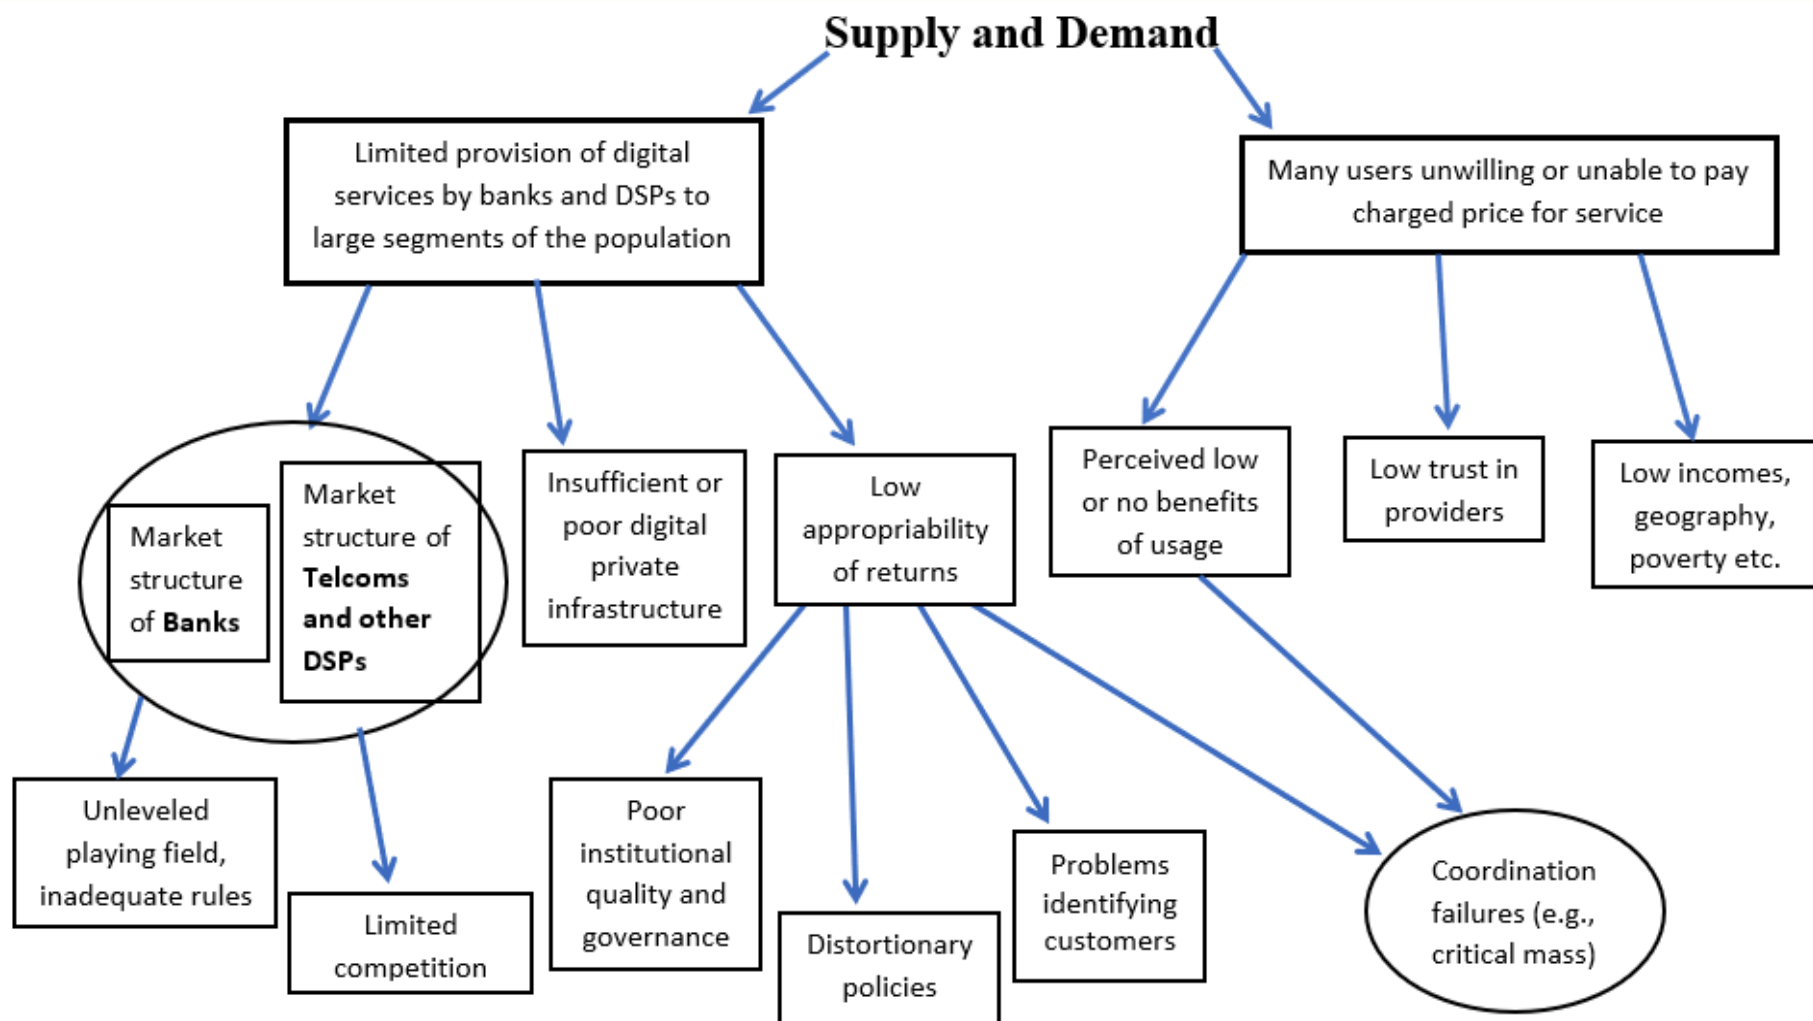 Supply and Demand
Limited provision of digital
services by banks and DSPs to
large segments of the population
Many users unwilling or unable to pay
charged price for service
Market
structure
of Banks
Market
structure of
Telcoms
and other
DSPs
Insufficient or
poor digital
private
infrastructure
Low
appropriability
of returns
Perceived low
or no benefits
of usage
Low trust in
providers
Low incomes,
geography,
poverty etc.
Unleveled
playing field,
inadequate rules
Limited
competition
Poor
institutional
quality and
governance
Distortionary
policies
Problems
identifying
customers
Coordination
failures (e.g.,
critical mass)